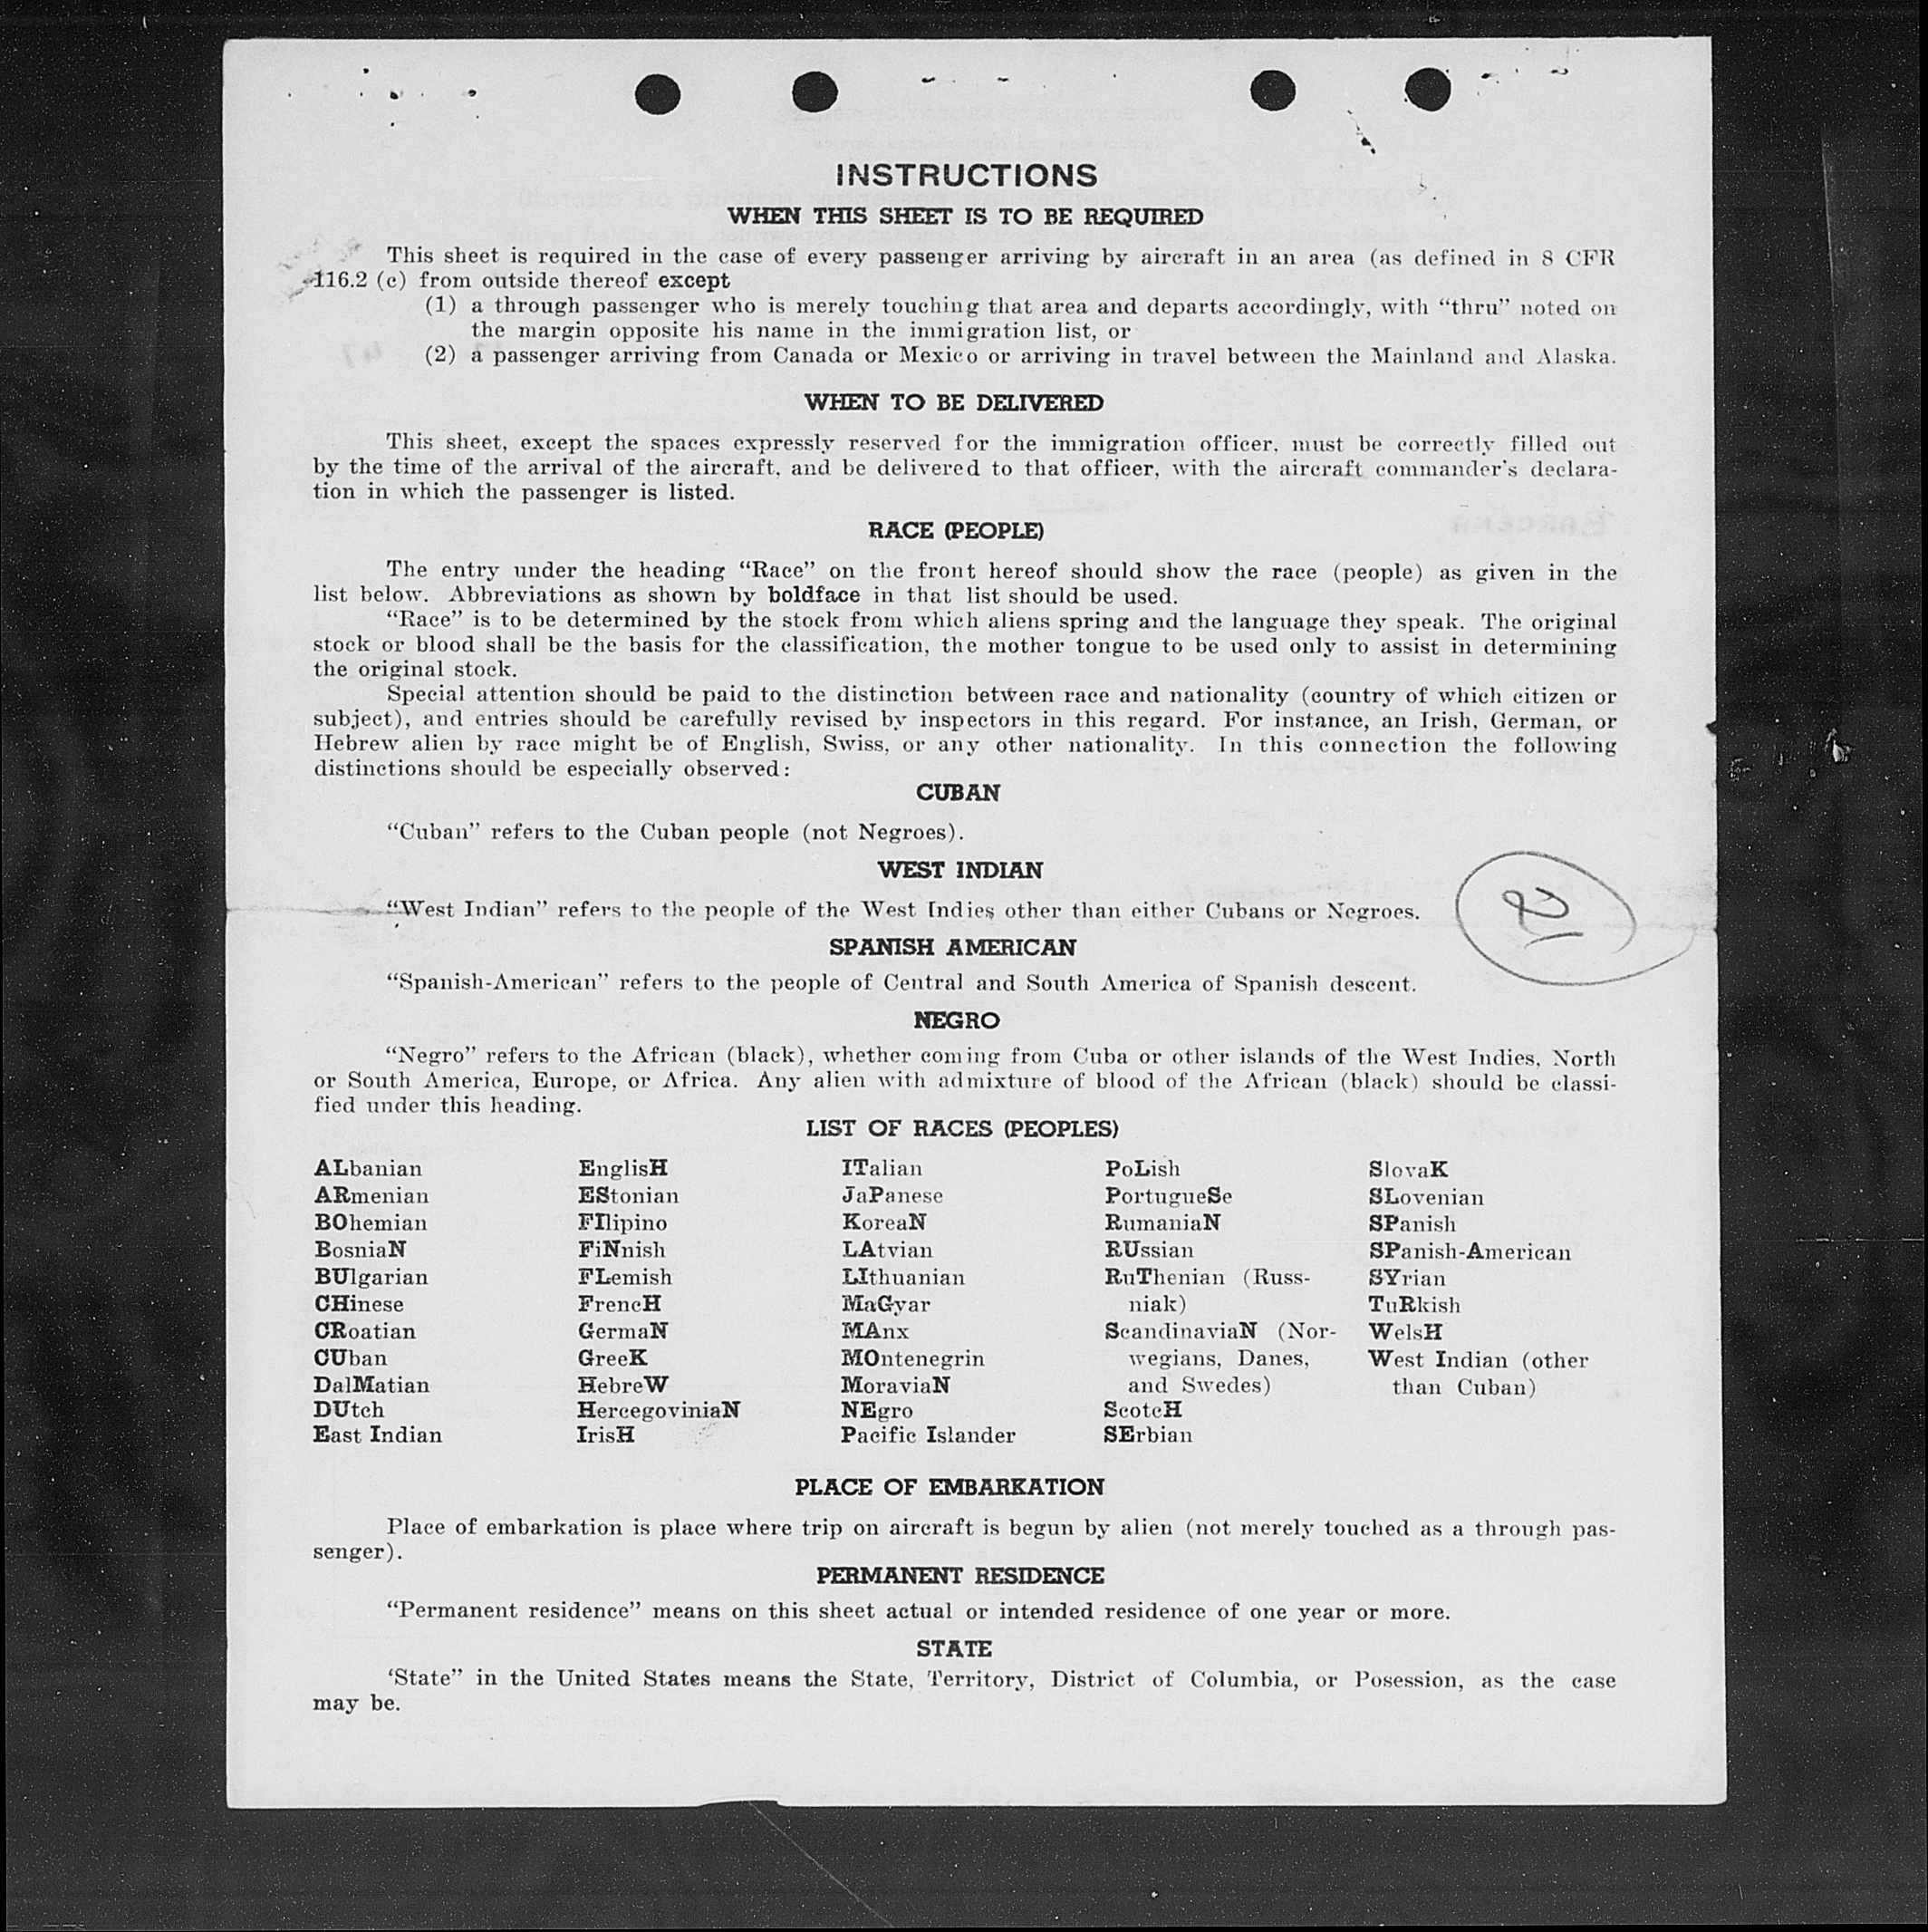 INSTRUCTIONS
WHEN THIS SHEET IS TO BE REQUIRED
This sheet is required in the case of every passenger arriving by aircraft in an area (as defined in 8 CFR
116.2 (c) from outside thereof except
(1) a through passenger who is merely touching that area and departs accordingly, with “thru” noted on
the margin opposite his name in the immigration list, or
(2) a passenger arriving from Canada or Mexico or arriving in travel between the Mainland and Alaska.
WHEN TO BE DELIVERED
This sheet, except the spaces expressly reserved for the immigration officer, must be correctly filled out
by the time of the arrival of the aircraft, and be delivered to that officer, with the aircraft commander's declara-
tion in which the passenger is listed.
RACE (PEOPLE)
The entry under the heading “Race” on the front hereof should show the race (people) as given in the
list below. Abbreviations as shown by boldface in that list should be used.
“Race” is to be determined by the stock from which aliens spring and the language they speak. The original
stock or blood shall be the basis for the classification, the mother tongue to be used only to assist in determining
the original stock.
Special attention should be paid to the distinction between race and nationality (country of which citizen or
subject), and entries should be carefully revised by inspectors in this regard. For instance, an Irish, German, or
Hebrew alien by race might be of English, Swiss, or any other nationality. In this connection the following
distinctions should be especially observed:
CUBAN
“Cuban” refers to the Cuban people (not Negroes).
WEST INDIAN
“West Indian” refers to the people of the West Indies other than either Cubans or Negroes.
SPANISH AMERICAN
“Spanish-American” refers to the people of Central and South America of Spanish descent.
NEGRO
“Negro” refers to the African (black), whether coming from Cuba or other islands of the West Indies, North
or South America, Europe, or Africa. Any alien with admixture of blood of the African (black) should be classi-
fied under this heading.
LIST OF RACES (PEOPLES)
ALbanian
ARmenian
BOhemian
BosniaN
BUlgarian
CHinese
CRoatian
CUban
DalMatian
DUtch
East Indian
EnglisH
EStonian
FIlipino
FiNnish
FLemish
FrencH
GermaN
GreeK
HebreW
HercegoviniaN
IrisH
ITalian
JaPanese
KoreaN
LAtvian
LIthuanian
MaGyar
MAnx
MOntenegrin
MoraviaN
NEgro
Pacific Islander
PoLish
PortugueSe
RumaniaN
RUssian
RuThenian (Russ-
niak)
ScandinaviaN (Nor-
wegians, Danes,
and Swedes)
ScotcH
SErbian
SlovaK
SLovenian
SPanish
SPanish-American
SYrian
TuRkish
WelsH
West Indian (other
than Cuban)
PLACE OF EMBARKATION
Place of embarkation is place where trip on aircraft is begun by alien (not merely touched as a through pas-
senger).
PERMANENT RESIDENCE
“Permanent residence” means on this sheet actual or intended residence of one year or more.
STATE
‘State” in the United States means the State, Territory, District of Columbia, or Posession, as the case
may be.